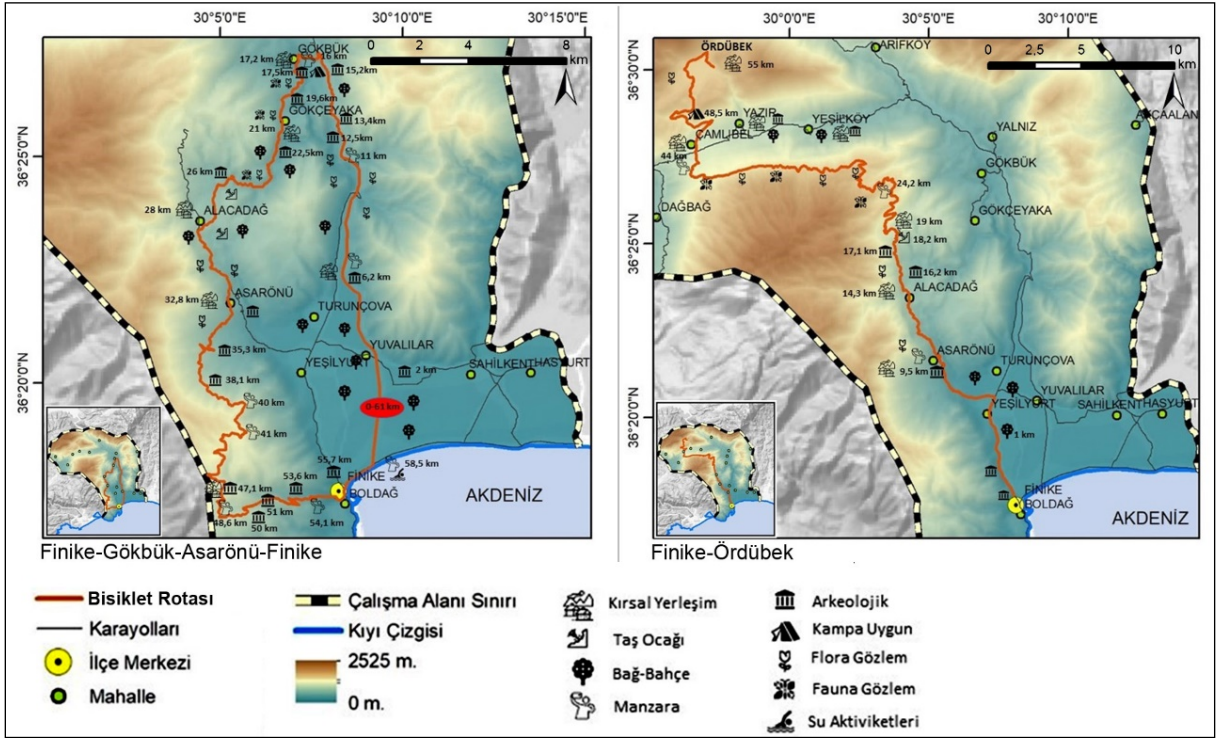 30°5'0"E
30°10'0"E
30°15'0"E
36°25'0"N
36°20'0"N
0 2 4 8
km
GÖKBÜK
17,2 km
16 km
17,5km
15,2km
19,6km
GÖKÇEYAKA
13,4km
21 km
12,5km
22,5km
11 km
26 km
28 km
ALACADAĞ
6,2 km
32,8 km
ASARÖNÜ
TURUNÇOVA
35,3 km
YUVALILAR
YEŞİLYURT
2 km
SAHİLKENT
HASYURT
38,1 km
0-61 km
40 km
41 km
55,7 km
58,5 km
53,6 km
FİNİKE
47,1 km
BOLDAĞ
AKDENİZ
51 km
48,6 km
50 km
54,1 km
Finike-Gökbük-Asarönü-Finike
30°0'0"E
30°5'0"E
30°10'0"E
36°30'0"N
36°25'0"N
36°20'0"N
0 2,5 5 10
km
ÖRDÜBEK
55 km
ARİFKÖY
48,5 km
YAZIR
YEŞİLKÖY
AKÇAALAN
ÇAMLIBEL
YALNIZ
44 km
GÖKBÜK
24,2 km
DAĞBAĞ
19 km
GÖKÇEYAKA
18,2 km
17,1 km
16,2 km
ALACADAĞ
14,3 km
ASARÖNÜ
9,5 km
TURUNÇOVA
YUVALILAR
YEŞİLYURT
SAHİLKENT
HASYURT
1 km
FİNİKE
BOLDAĞ
AKDENİZ
Finike-Ördübek
Bisiklet Rotası
Karayolları
İlçe Merkezi
Mahalle
Çalışma Alanı Sınırı
Kıyı Çizgisi
2525 m.
0 m.
Kırsal Yerleşim
Taş Ocağı
Bağ-Bahçe
Manzara
Arkeolojik
Kampa Uygun
Flora Gözlem
Fauna Gözlem
Su Aktiviketleri